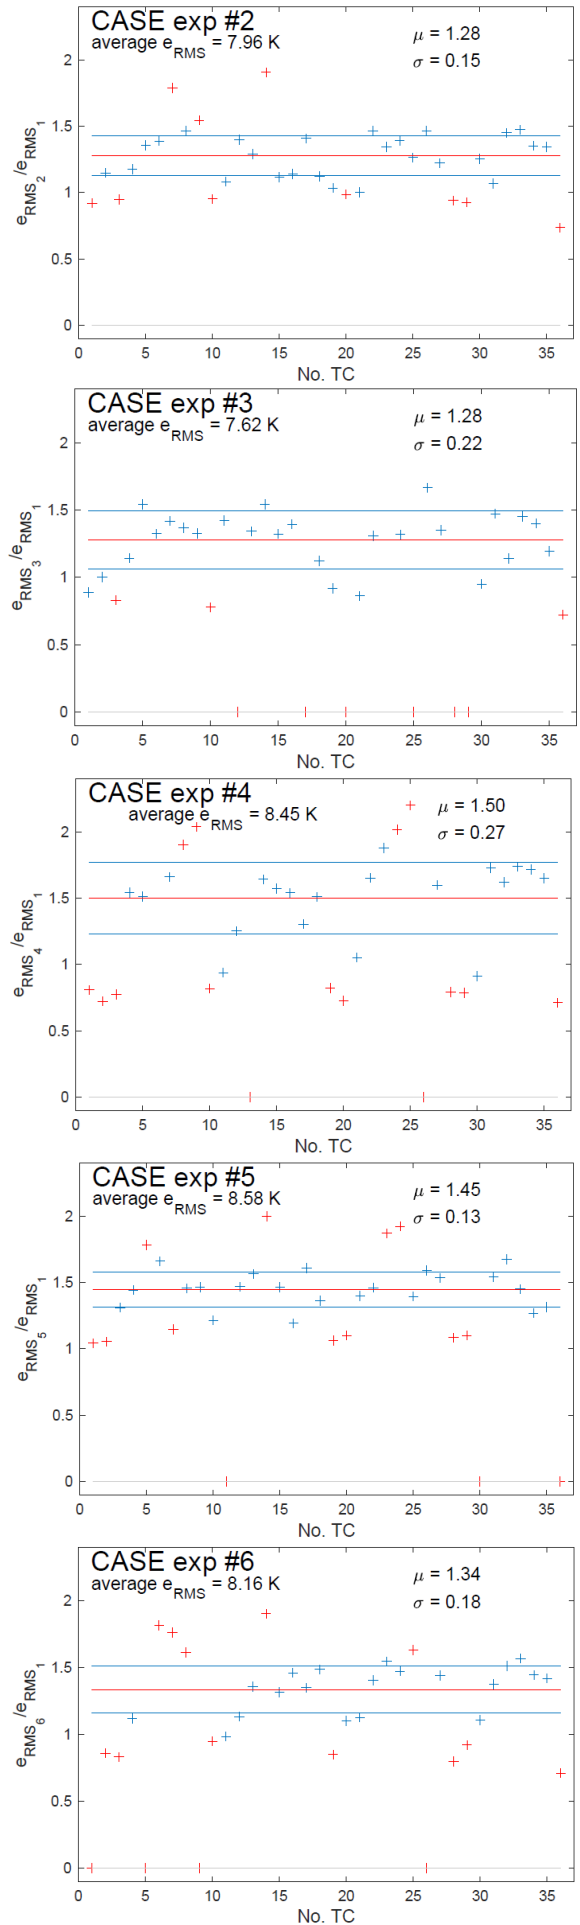 CASE exp #2
average e_RMS = 7.96 K
μ = 1.28
σ = 0.15
e_RMS_2/e_RMS_1
2
1.5
1
0.5
0
0 5 10 15 20 25 30 35
No. TC
CASE exp #3
average e_RMS = 7.62 K
μ = 1.28
σ = 0.22
e_RMS_3/e_RMS_1
2
1.5
1
0.5
0
0 5 10 15 20 25 30 35
No. TC
CASE exp #4
average e_RMS = 8.45 K
μ = 1.50
σ = 0.27
e_RMS_4/e_RMS_1
2
1.5
1
0.5
0
0 5 10 15 20 25 30 35
No. TC
CASE exp #5
average e_RMS = 8.58 K
μ = 1.45
σ = 0.13
e_RMS_5/e_RMS_1
2
1.5
1
0.5
0
0 5 10 15 20 25 30 35
No. TC
CASE exp #6
average e_RMS = 8.16 K
μ = 1.34
σ = 0.18
e_RMS_6/e_RMS_1
2
1.5
1
0.5
0
0 5 10 15 20 25 30 35
No. TC